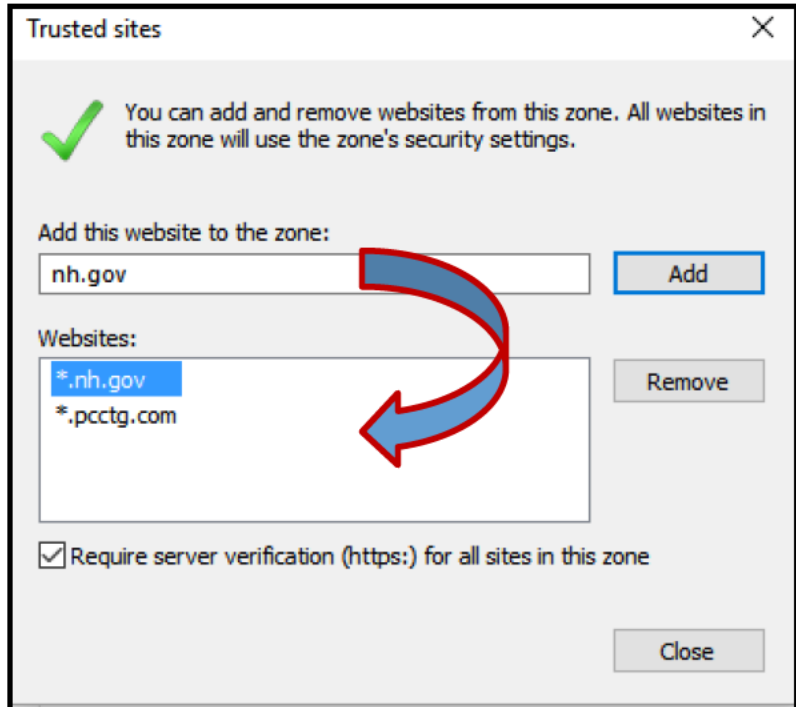 Trusted sites
You can add and remove websites from this zone. All websites in
this zone will use the zone's security settings.
Add this website to the zone:
nh.gov
Add
Websites:
*.nh.gov
Remove
*.pcctg.com
Require server verification (https:) for all sites in this zone
Close